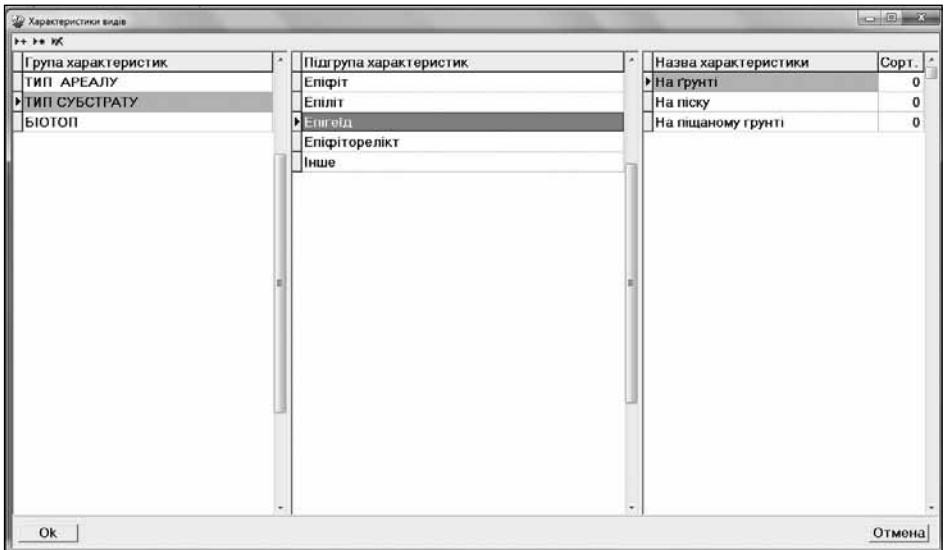 Характеристики видів
Група характеристик
ТИП АРЕАЛУ
ТИП СУБСТРАТУ
БІОТОП
Підгрупа характеристик
Епіфіт
Епіліт
Епігеїд
Епіфіторелікт
Інше
Назва характеристики Сорт.
На ґрунті 0
На піску 0
На піщаному грунті 0
Ok Отмена